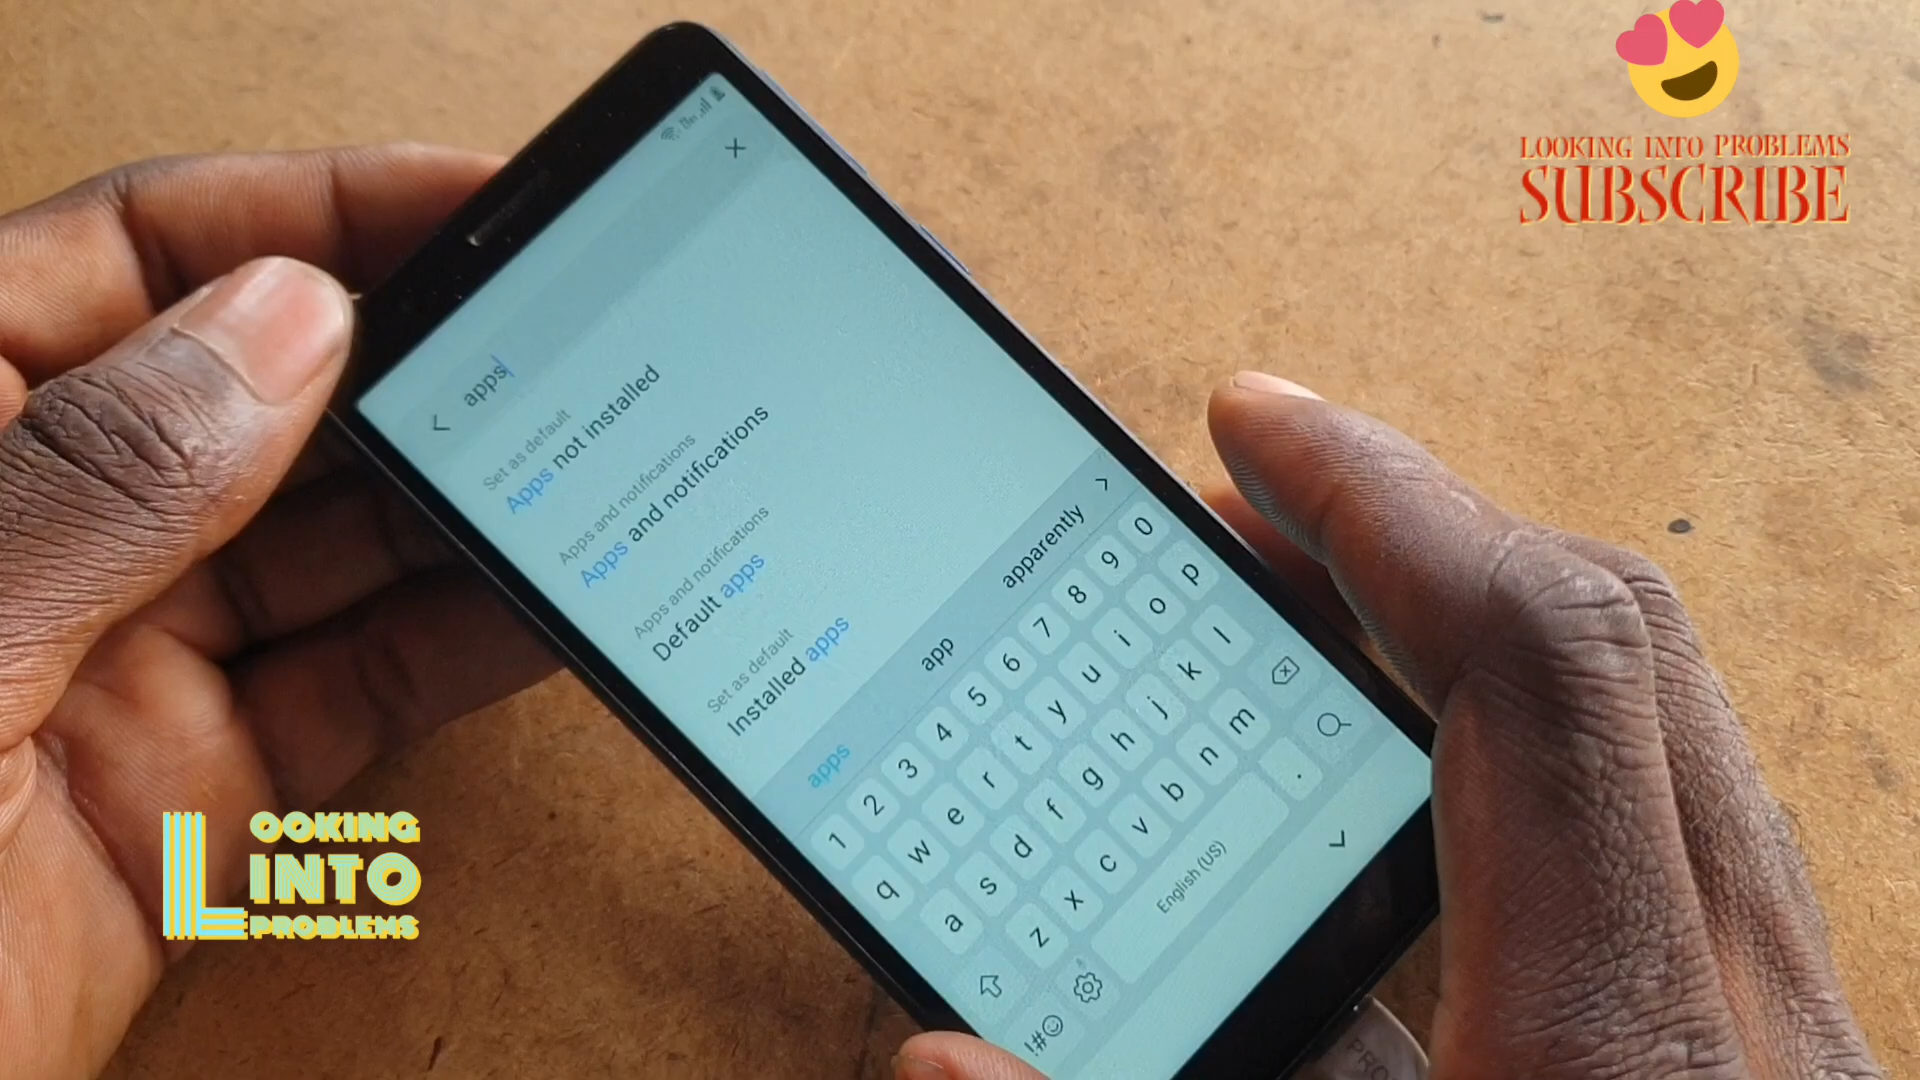 LOOKING INTO PROBLEMS
SUBSCRIBE
apps
Set as default
Apps not installed
Apps and notifications
Apps and notifications
Apps and notifications
Default apps
Set as default
Installed apps
apps app apparently
1 2 3 4 5 6 7 8 9 0
q w e r t y u i o p
a s d f g h j k l
z x c v b n m
!#☺ English (US) .
LOOKING
INTO
PROBLEMS